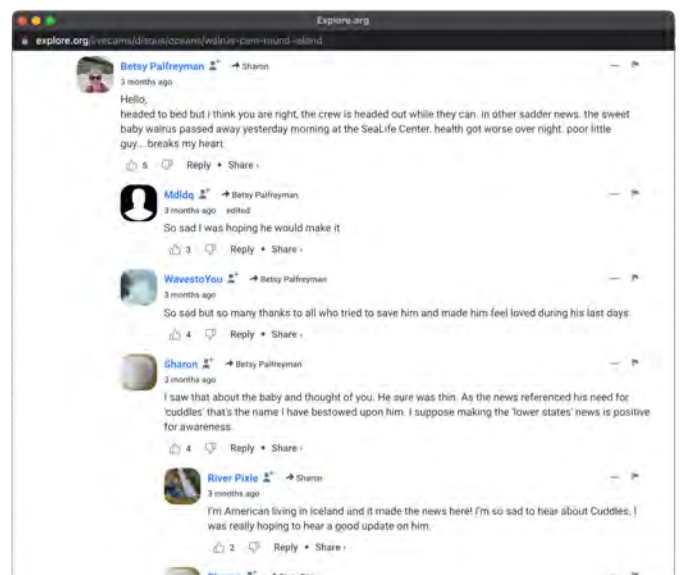 Explore.org
explore.org/livecams/disqus/oceans/walrus-cam-round-island
Betsy Palfreyman → Sharon
3 months ago
Hello,
headed to bed but i think you are right, the crew is headed out while they can. in other sadder news. the sweet
baby walrus passed away yesterday morning at the SeaLife Center. health got worse over night. poor little
guy... breaks my heart.
5 Reply • Share ›
Mdldq → Betsy Palfreyman
3 months ago edited
So sad I was hoping he would make it
3 Reply • Share ›
WavestoYou → Betsy Palfreyman
3 months ago
So sad but so many thanks to all who tried to save him and made him feel loved during his last days.
4 Reply • Share ›
Sharon → Betsy Palfreyman
3 months ago
I saw that about the baby and thought of you. He sure was thin. As the news referenced his need for
'cuddles' that's the name I have bestowed upon him. I suppose making the 'lower states' news is positive
for awareness.
4 Reply • Share ›
River Pixie → Sharon
3 months ago
I'm American living in Iceland and it made the news here! I'm so sad to hear about Cuddles. I
was really hoping to hear a good update on him.
2 Reply • Share ›